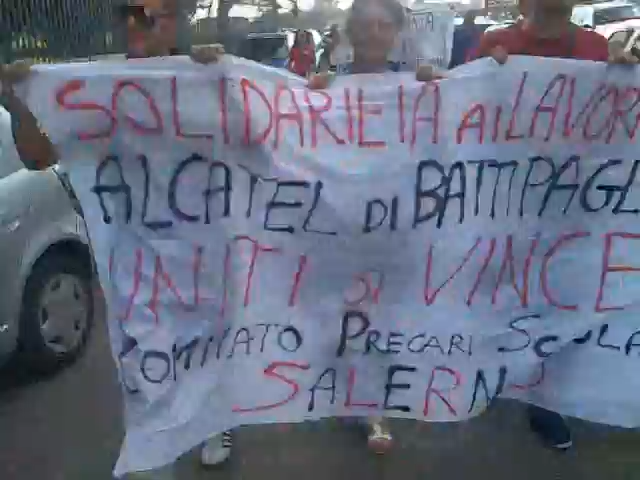 SOLIDARIETA AI LAVORA
ALCATEL DI BATTIPAGL
UNITI SI VINCE
COMITATO PRECARI SCUOLA
SALERNO